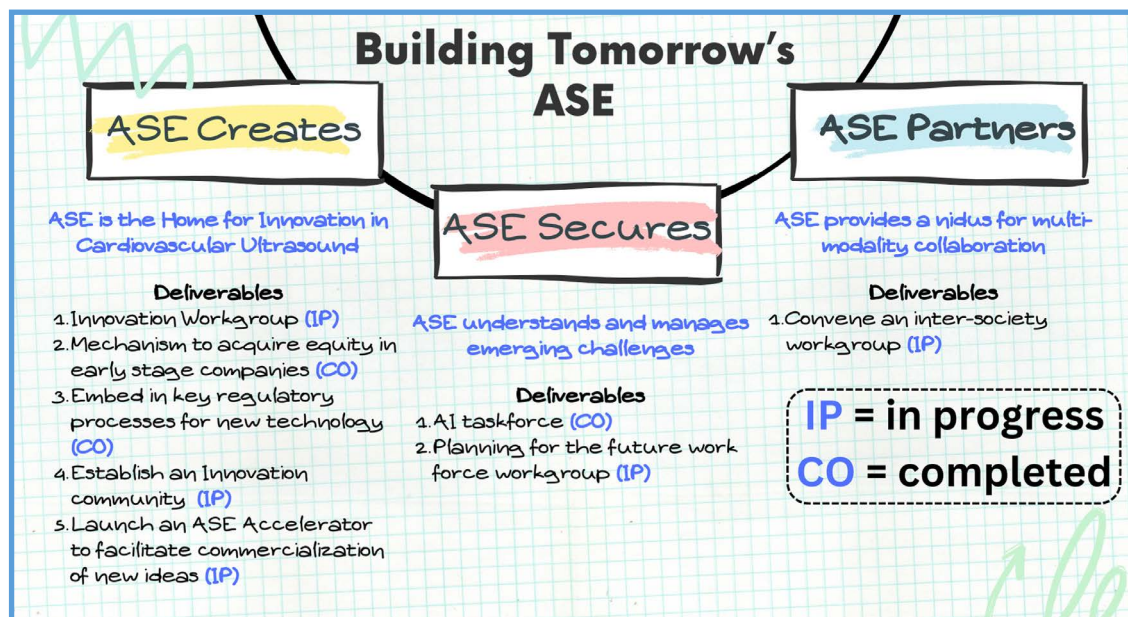 Building Tomorrow's
ASE
ASE Creates
ASE is the Home for Innovation in
Cardiovascular Ultrasound
Deliverables
1.Innovation Workgroup (IP)
2.Mechanism to acquire equity in
early stage companies (CO)
3.Embed in key regulatory
processes for new technology
(CO)
4.Establish an Innovation
community (IP)
5.Launch an ASE Accelerator
to facilitate commercialization
of new ideas (IP)
ASE Secures
ASE understands and manages
emerging challenges
Deliverables
1.AI taskforce (CO)
2.Planning for the future work
force workgroup (IP)
ASE Partners
ASE provides a nidus for multi-
modality collaboration
Deliverables
1.Convene an inter-society
workgroup (IP)
IP = in progress
CO = completed